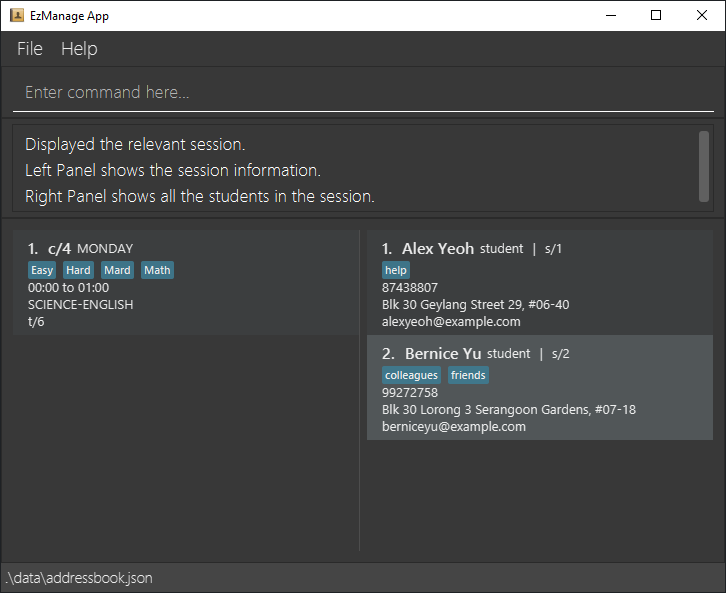 EzManage App
File Help
Enter command here...
Displayed the relevant session.
Left Panel shows the session information.
Right Panel shows all the students in the session.
1. c/4 MONDAY
Easy Hard Mard Math
00:00 to 01:00
SCIENCE-ENGLISH
t/6
1. Alex Yeoh student | s/1
help
87438807
Blk 30 Geylang Street 29, #06-40
alexyeoh@example.com
2. Bernice Yu student | s/2
colleagues friends
99272758
Blk 30 Lorong 3 Serangoon Gardens, #07-18
berniceyu@example.com
.\data\addressbook.json